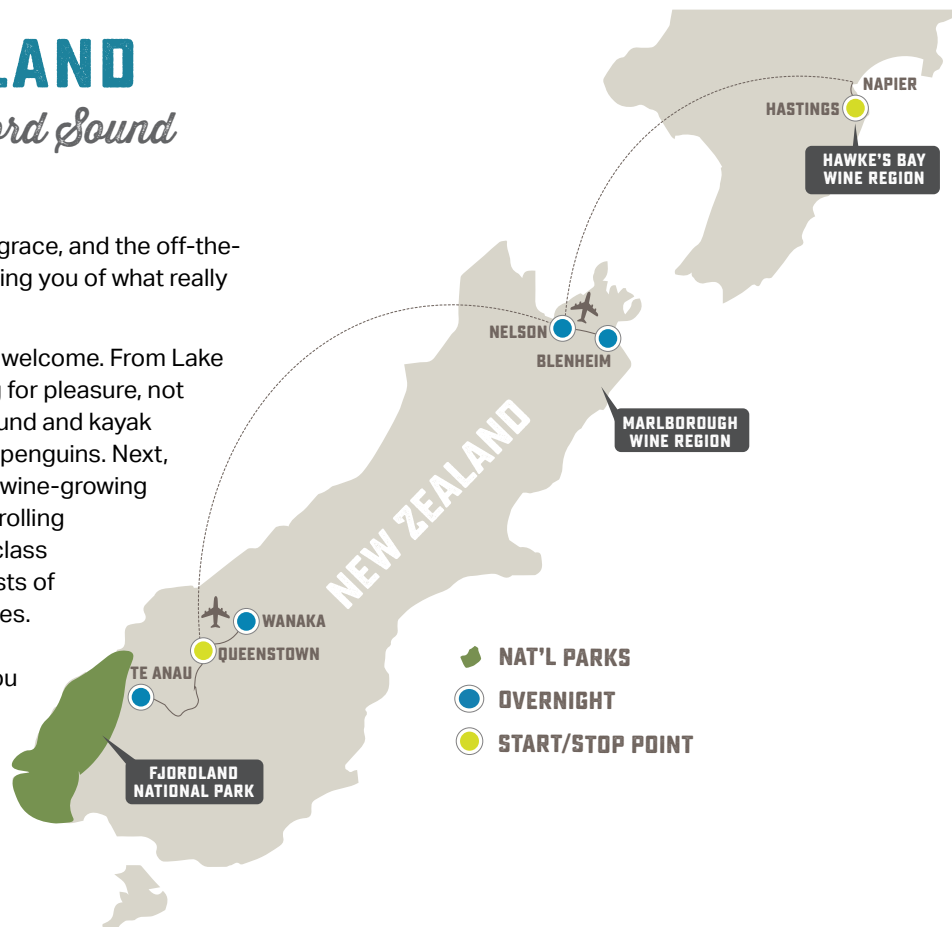 LAND
ord Sound
grace, and the off-the-
ing you of what really
welcome. From Lake
g for pleasure, not
und and kayak
penguins. Next,
wine-growing
rolling
class
sts of
es.
ou
NAPIER
HASTINGS
HAWKE'S BAY
WINE REGION
NELSON
BLENHEIM
MARLBOROUGH
WINE REGION
NEW ZEALAND
WANAKA
QUEENSTOWN
TE ANAU
FJORDLAND
NATIONAL PARK
NAT'L PARKS
OVERNIGHT
START/STOP POINT